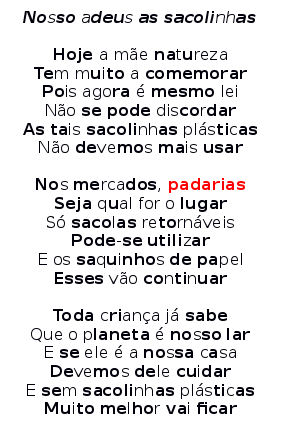 Nosso adeus as sacolinhas
Hoje a mãe natureza
Tem muito a comemorar
Pois agora é mesmo lei
Não se pode discordar
As tais sacolinhas plásticas
Não devemos mais usar
Nos mercados, padarias
Seja qual for o lugar
Só sacolas retornáveis
Pode-se utilizar
E os saquinhos de papel
Esses vão continuar
Toda criança já sabe
Que o planeta é nosso lar
E se ele é a nossa casa
Devemos dele cuidar
E sem sacolinhas plásticas
Muito melhor vai ficar